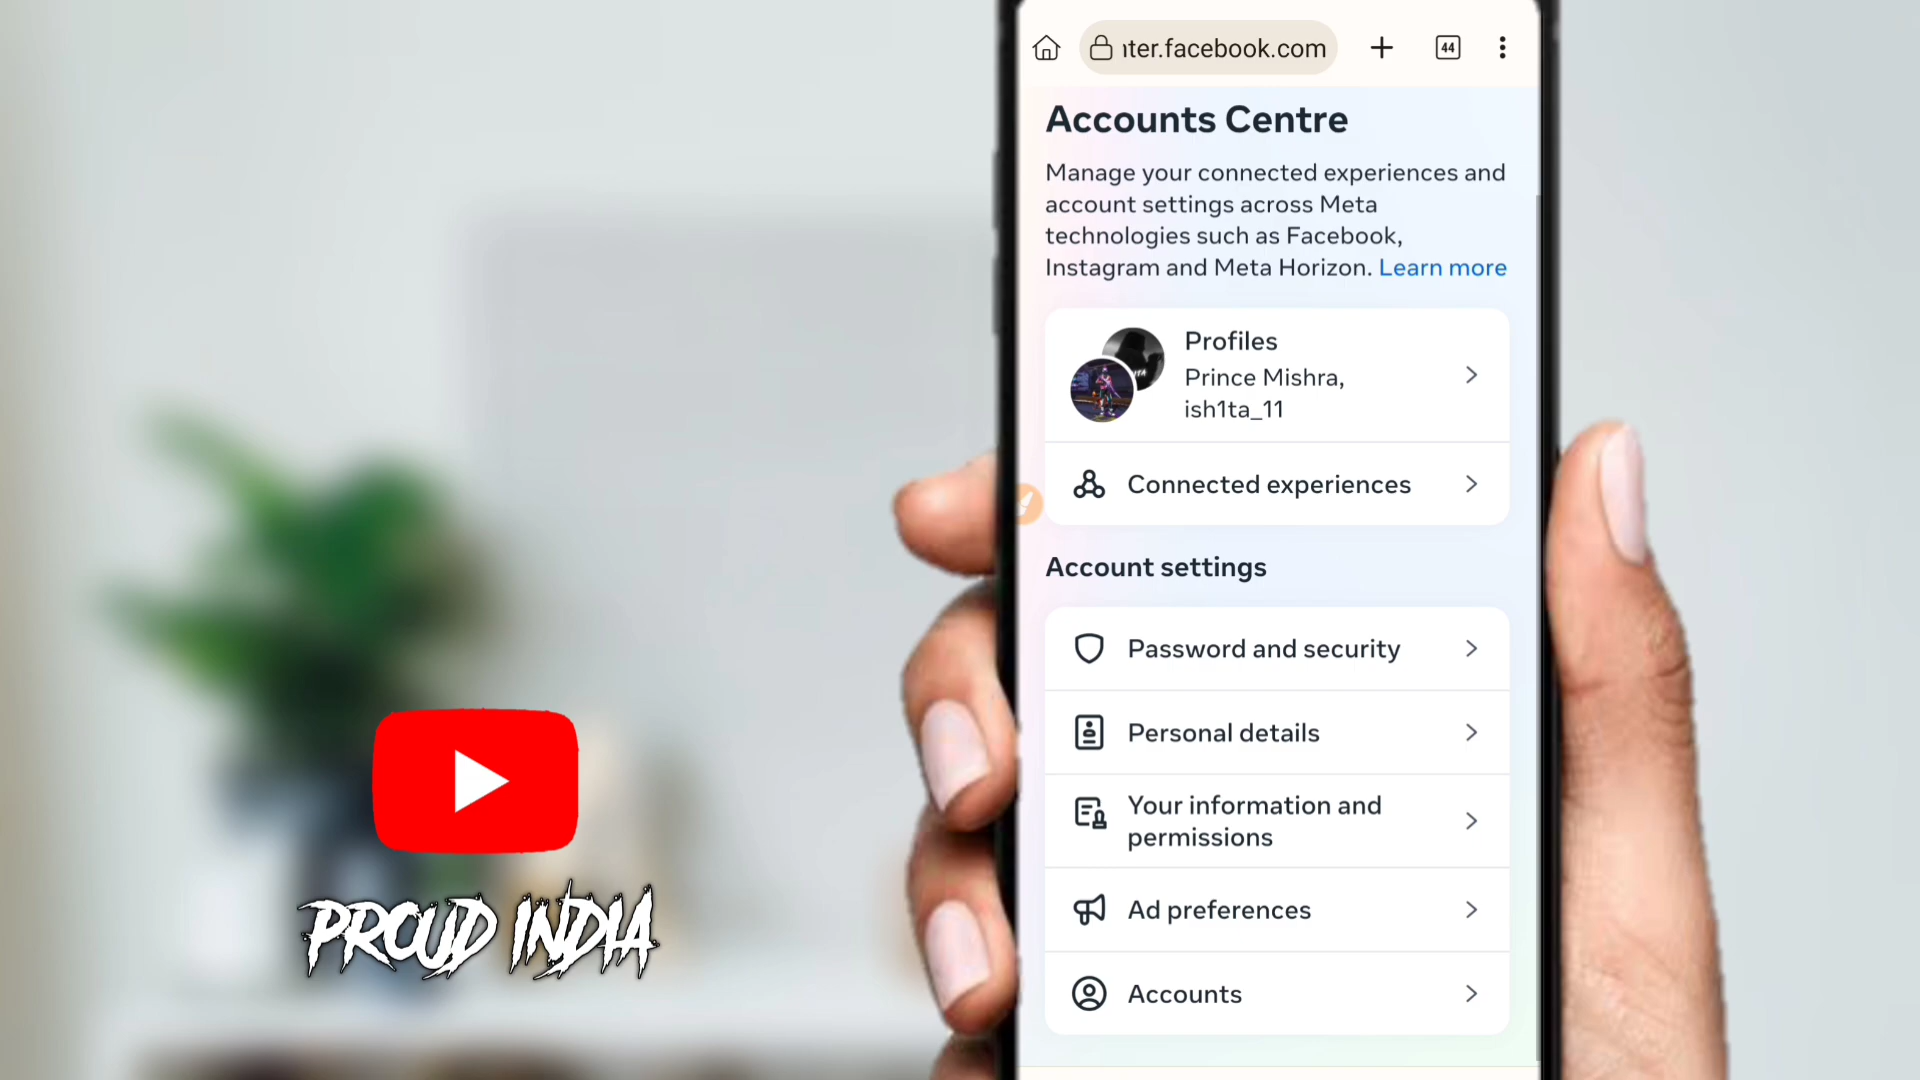 nter.facebook.com
44
Accounts Centre
Manage your connected experiences and
account settings across Meta
technologies such as Facebook,
Instagram and Meta Horizon. Learn more
Profiles
Prince Mishra,
ish1ta_11
Connected experiences
Account settings
Password and security
Personal details
Your information and
permissions
Ad preferences
Accounts
PROUD INDIA